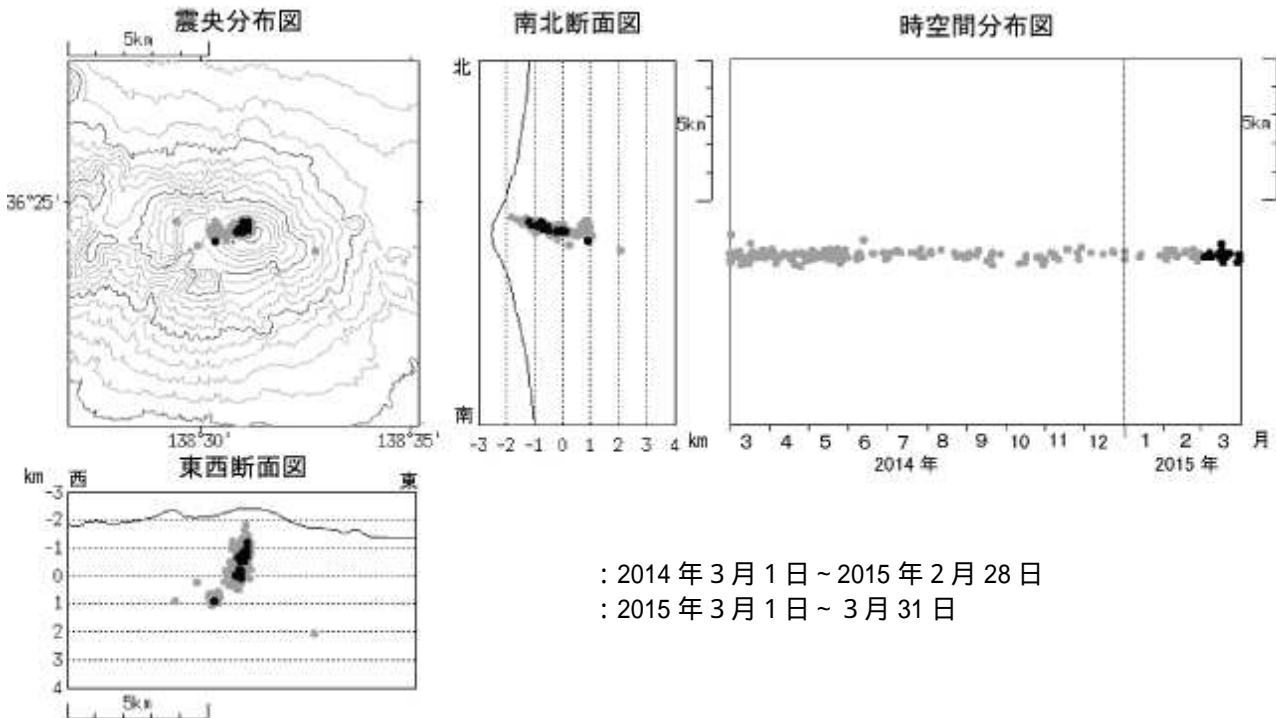 震央分布図
南北断面図
時空間分布図
5km
北
5km
5km
36°25'
南
138°30'
138°35'
-3 -2 -1 0 1 2 3 4 km
3 4 5 6 7 8 9 10 11 12 1 2 3 月
2014 年
2015 年
東西断面図
km 西
東
-3
-2
-1
0
1
2
3
4
5km
: 2014 年 3 月 1 日 ~ 2015 年 2 月 28 日
: 2015 年 3 月 1 日 ~ 3 月 31 日